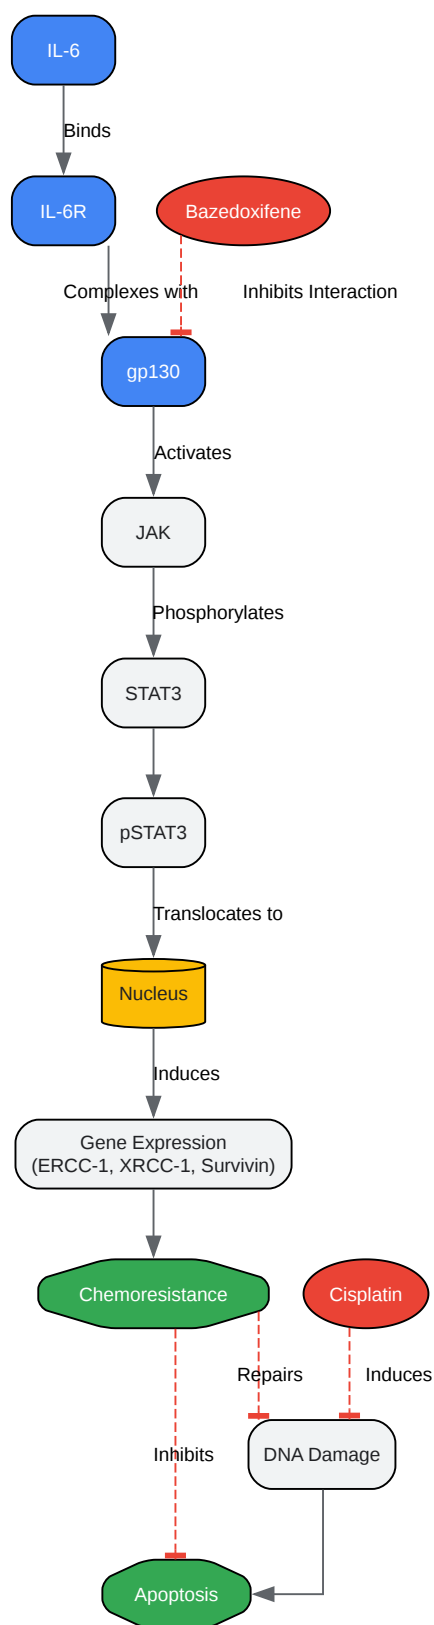 IL-6
Binds
IL-6R
Bazedoxifene
Complexes with
Inhibits Interaction
gp130
Activates
JAK
Phosphorylates
STAT3
pSTAT3
Translocates to
Nucleus
Induces
Gene Expression
(ERCC-1, XRCC-1, Survivin)
Chemoresistance
Cisplatin
Repairs
Induces
Inhibits
DNA Damage
Apoptosis